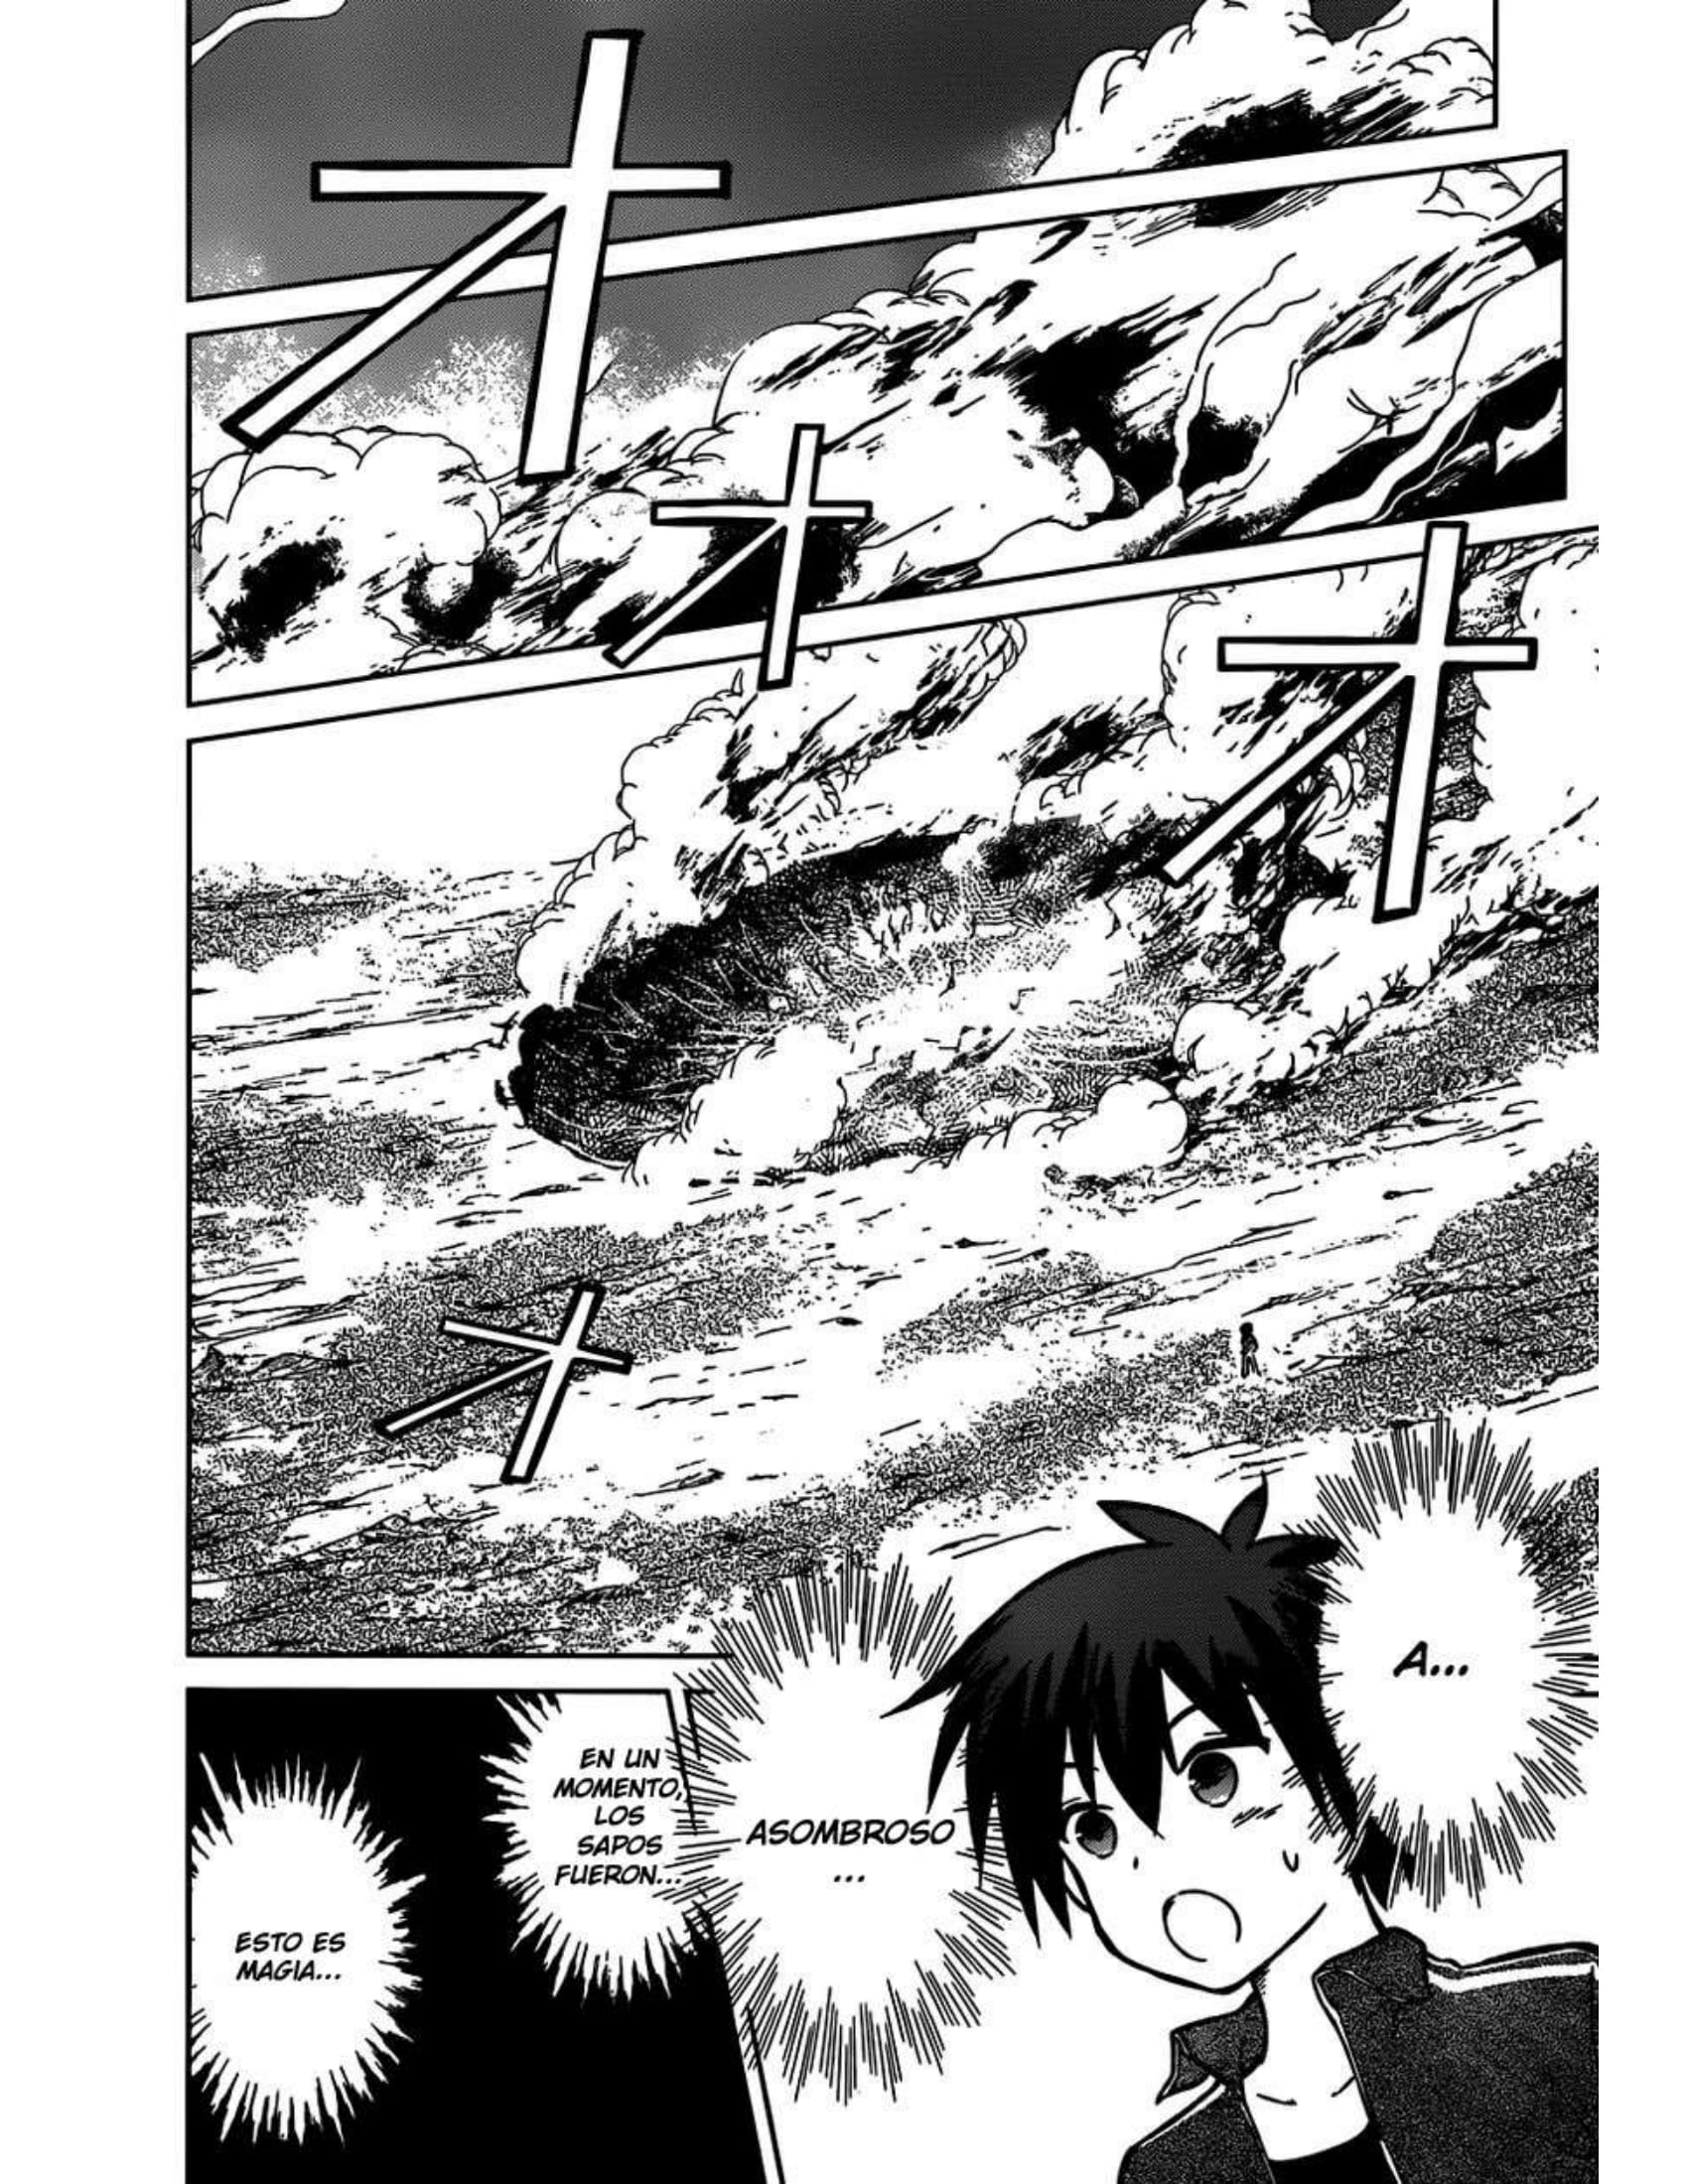 オ
オ
オ
オ
A...
ASOMBROSO
...
EN UN
MOMENTO,
LOS
SAPOS
FUERON...
ESTO ES
MAGIA...